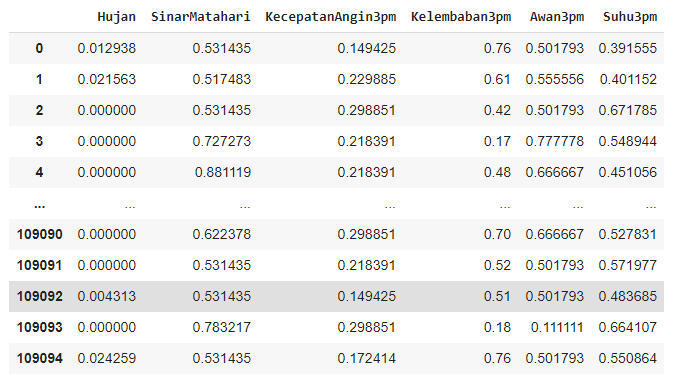 Hujan SinarMatahari KecepatanAngin3pm Kelembaban3pm Awan3pm Suhu3pm
0 0.012938 0.531435 0.149425 0.76 0.501793 0.391555
1 0.021563 0.517483 0.229885 0.61 0.555556 0.401152
2 0.000000 0.531435 0.298851 0.42 0.501793 0.671785
3 0.000000 0.727273 0.218391 0.17 0.777778 0.548944
4 0.000000 0.881119 0.218391 0.48 0.666667 0.451056
... ... ... ... ... ... ...
109090 0.000000 0.622378 0.298851 0.70 0.666667 0.527831
109091 0.000000 0.531435 0.218391 0.52 0.501793 0.571977
109092 0.004313 0.531435 0.149425 0.51 0.501793 0.483685
109093 0.000000 0.783217 0.298851 0.18 0.111111 0.664107
109094 0.024259 0.531435 0.172414 0.76 0.501793 0.550864